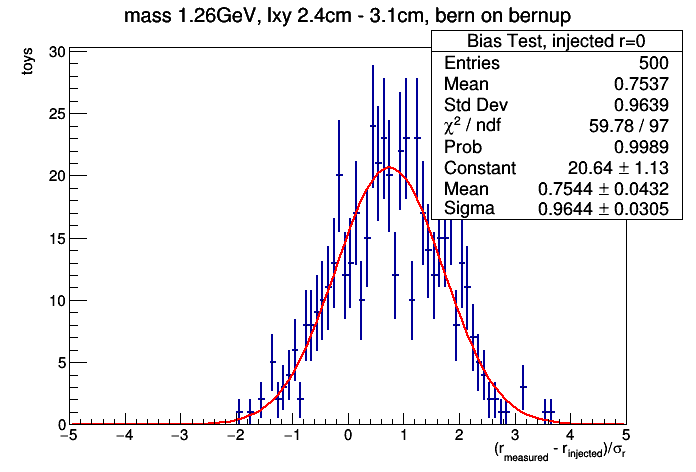 mass 1.26GeV, lxy 2.4cm - 3.1cm, bern on bernup
Bias Test, injected r=0
Entries 500
Mean 0.7537
Std Dev 0.9639
χ² / ndf 59.78 / 97
Prob 0.9989
Constant 20.64 ± 1.13
Mean 0.7544 ± 0.0432
Sigma 0.9644 ± 0.0305
toys
30
25
20
15
10
5
0
−5 −4 −3 −2 −1 0 1 2 3 4 5
(r_measured - r_injected)/σ_r